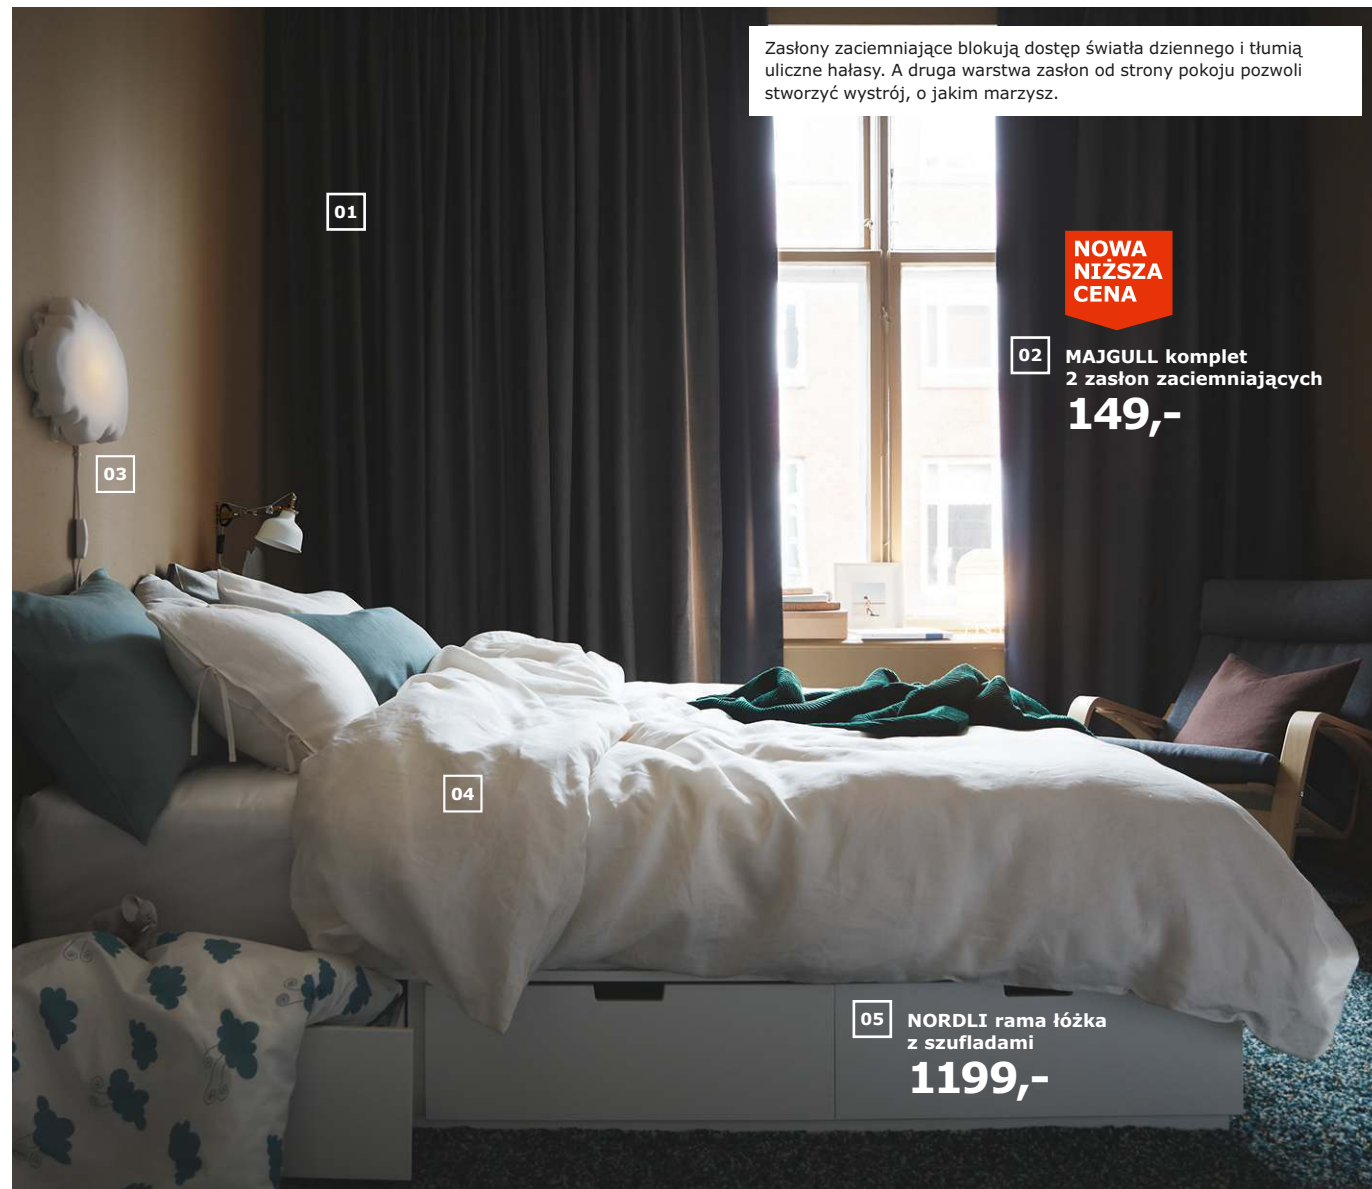 Zasłony zaciemniające blokują dostęp światła dziennego i tłumią
uliczne hałasy. A druga warstwa zasłon od strony pokoju pozwoli
stworzyć wystrój, o jakim marzysz.
01
NOWA
NIŻSZA
CENA
02
MAJGULL komplet
2 zasłon zaciemniających
149,-
03
04
05
NORDLI rama łóżka
z szufladami
1199,-